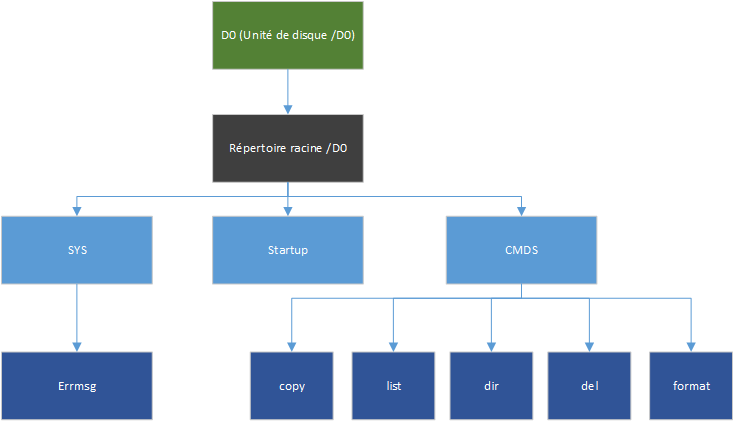 D0 (Unité de disque /D0)
Répertoire racine /D0
SYS
Startup
CMDS
Errmsg
copy
list
dir
del
format